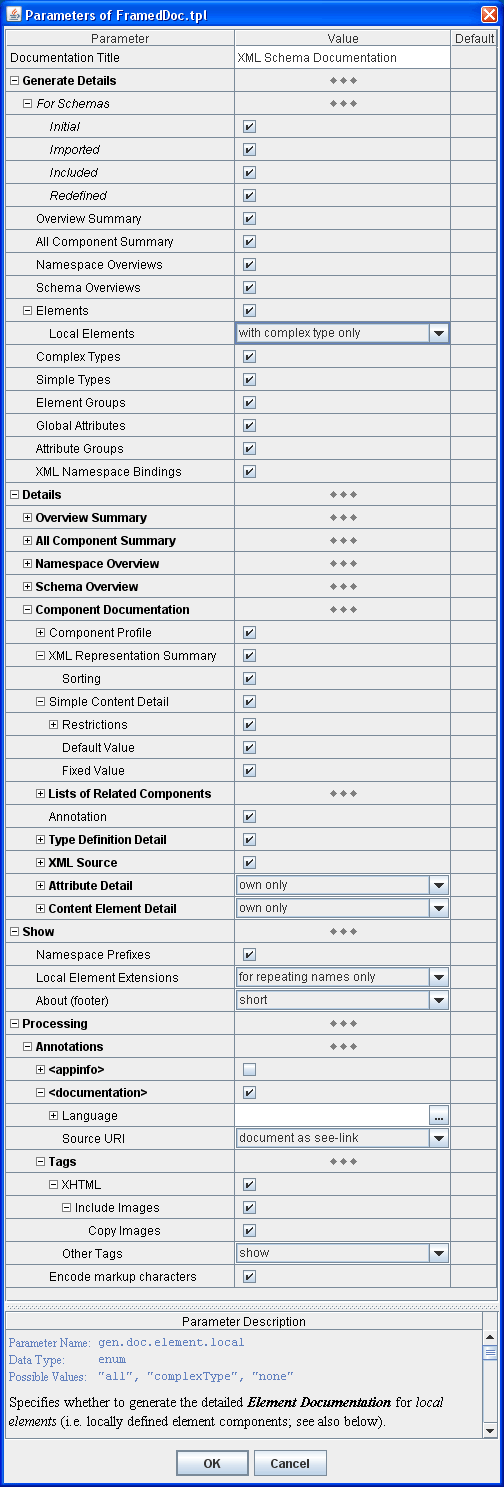 Parameters of FramedDoc.tpl
Parameter Value Default
Documentation Title XML Schema Documentation
Generate Details
For Schemas
Initial
Imported
Included
Redefined
Overview Summary
All Component Summary
Namespace Overviews
Schema Overviews
Elements
Local Elements with complex type only
Complex Types
Simple Types
Element Groups
Global Attributes
Attribute Groups
XML Namespace Bindings
Details
Overview Summary
All Component Summary
Namespace Overview
Schema Overview
Component Documentation
Component Profile
XML Representation Summary
Sorting
Simple Content Detail
Restrictions
Default Value
Fixed Value
Lists of Related Components
Annotation
Type Definition Detail
XML Source
Attribute Detail own only
Content Element Detail own only
Show
Namespace Prefixes
Local Element Extensions for repeating names only
About (footer) short
Processing
Annotations
<appinfo>
<documentation>
Language ...
Source URI document as see-link
Tags
XHTML
Include Images
Copy Images
Other Tags show
Encode markup characters
Parameter Description
Parameter Name: gen.doc.element.local
Data Type: enum
Possible Values: "all", "complexType", "none"
Specifies whether to generate the detailed Element Documentation for local
elements (i.e. locally defined element components; see also below).
OK Cancel